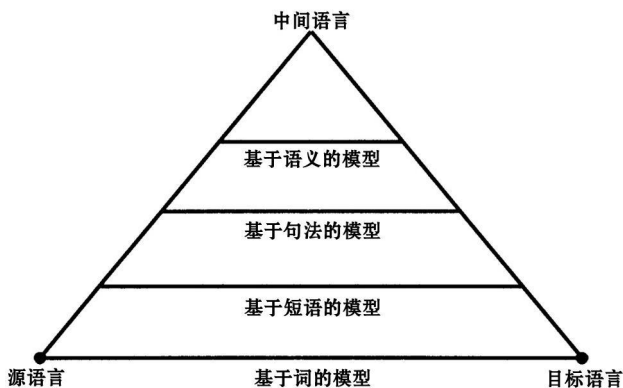 中间语言
基于语义的模型
基于句法的模型
基于短语的模型
源语言
基于词的模型
目标语言